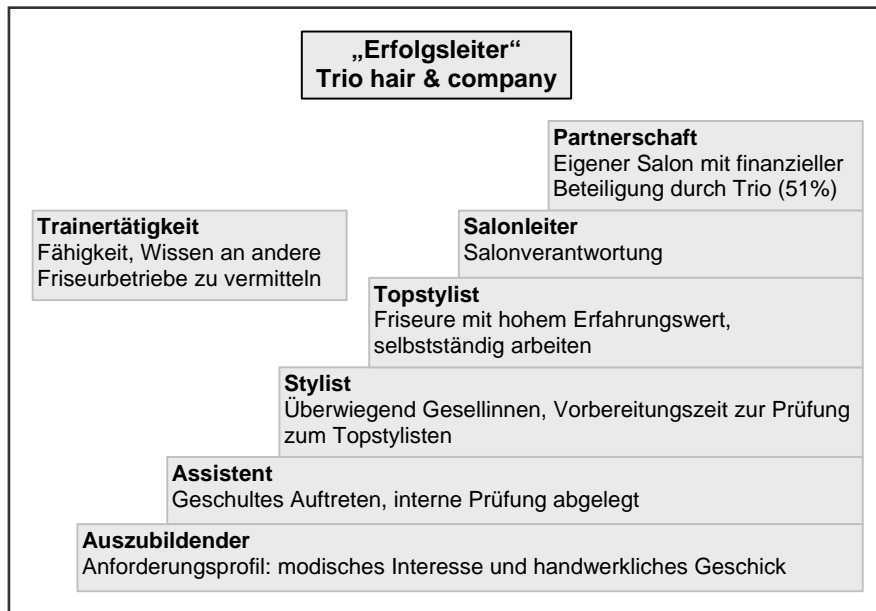 „Erfolgsleiter“
Trio hair & company
Partnerschaft
Eigener Salon mit finanzieller
Beteiligung durch Trio (51%)
Trainertätigkeit
Fähigkeit, Wissen an andere
Friseurbetriebe zu vermitteln
Salonleiter
Salonverantwortung
Topstylist
Friseure mit hohem Erfahrungswert,
selbstständig arbeiten
Stylist
Überwiegend Gesellinnen, Vorbereitungszeit zur Prüfung
zum Topstylisten
Assistent
Geschultes Auftreten, interne Prüfung abgelegt
Auszubildender
Anforderungsprofil: modisches Interesse und handwerkliches Geschick